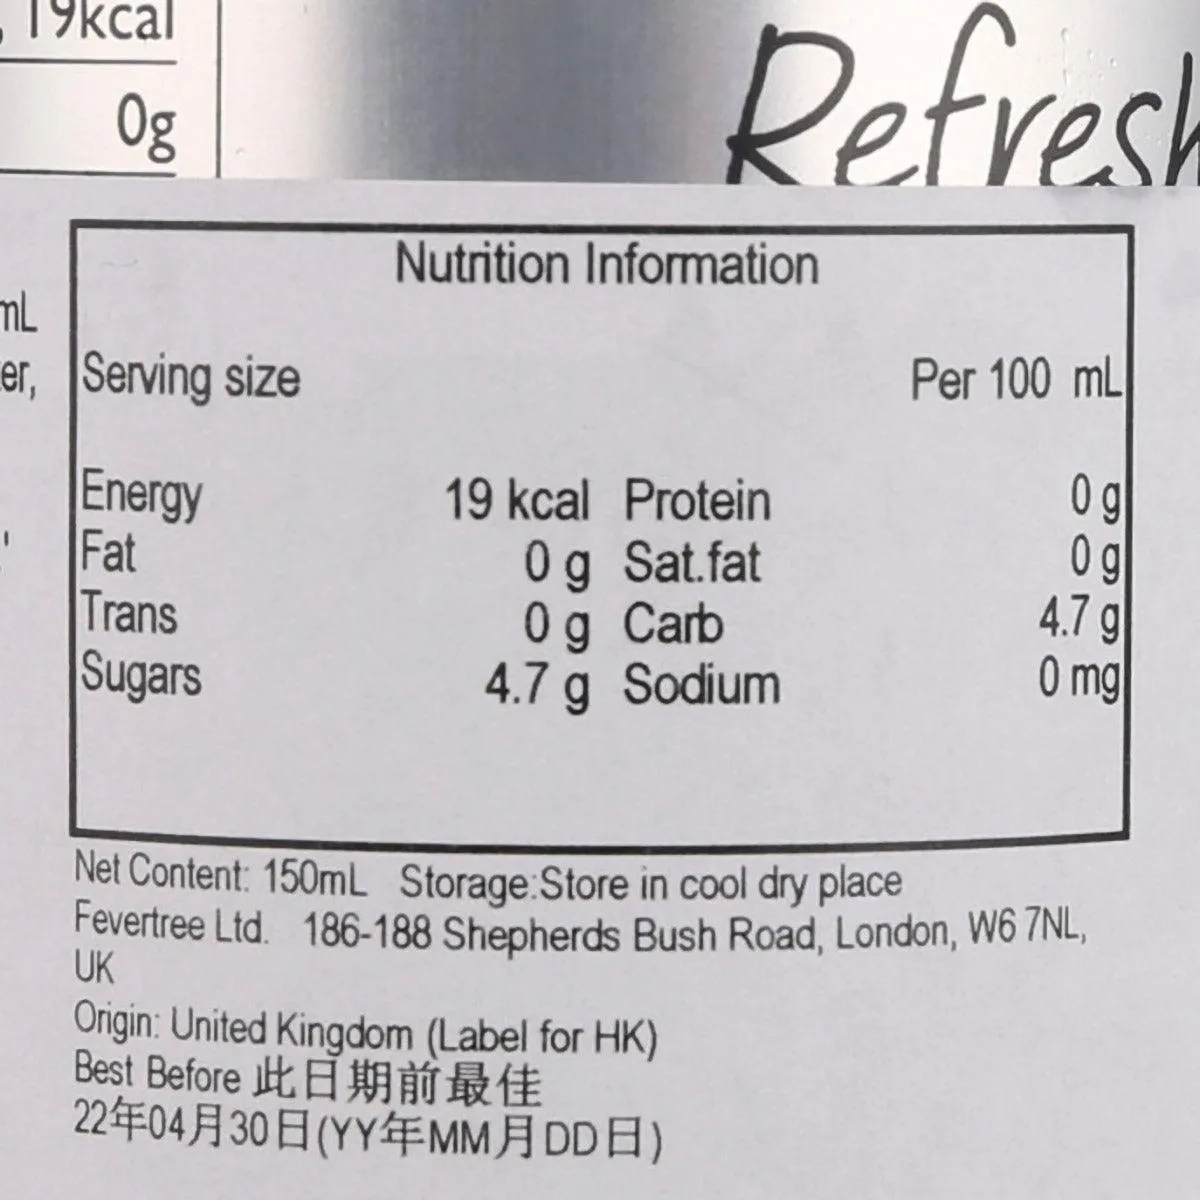 19kcal
0g
Refresh
Nutrition Information
mL
er,
Serving size Per 100 mL
Energy 19 kcal Protein 0 g
Fat 0 g Sat.fat 0 g
Trans 0 g Carb 4.7 g
Sugars 4.7 g Sodium 0 mg
Net Content: 150mL Storage:Store in cool dry place
Fevertree Ltd. 186-188 Shepherds Bush Road, London, W6 7NL,
UK
Origin: United Kingdom (Label for HK)
Best Before 此日期前最佳
22年04月30日(YY年MM月DD日)